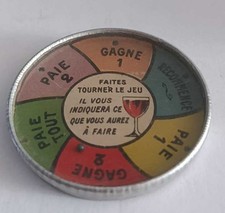 FAITES
TOURNER LE JEU
IL VOUS
INDIQUERA CE
QUE VOUS AUREZ
À FAIRE
GAGNE
1
RECOMMENCE
PAIE
1
GAGNE
2
PAIE
TOUT
PAIE
2